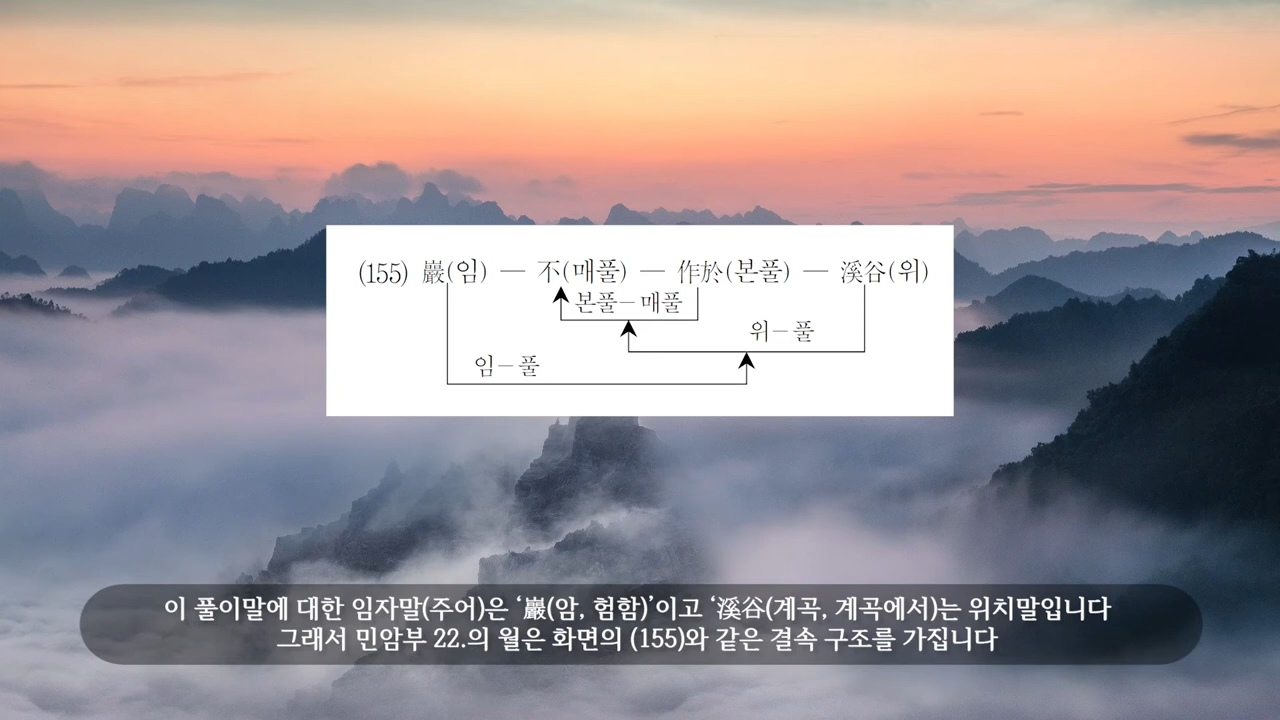 (155) 巖(임) — 不(매풀) — 作於(본풀) — 溪谷(위)
본풀 – 매풀
위 – 풀
임 – 풀
이 풀이말에 대한 임자말(주어)은 ‘巖(암, 험함)’이고 ‘溪谷(계곡, 계곡에서)는 위치말입니다
그래서 민암부 22.의 월은 화면의 (155)와 같은 결속 구조를 가집니다